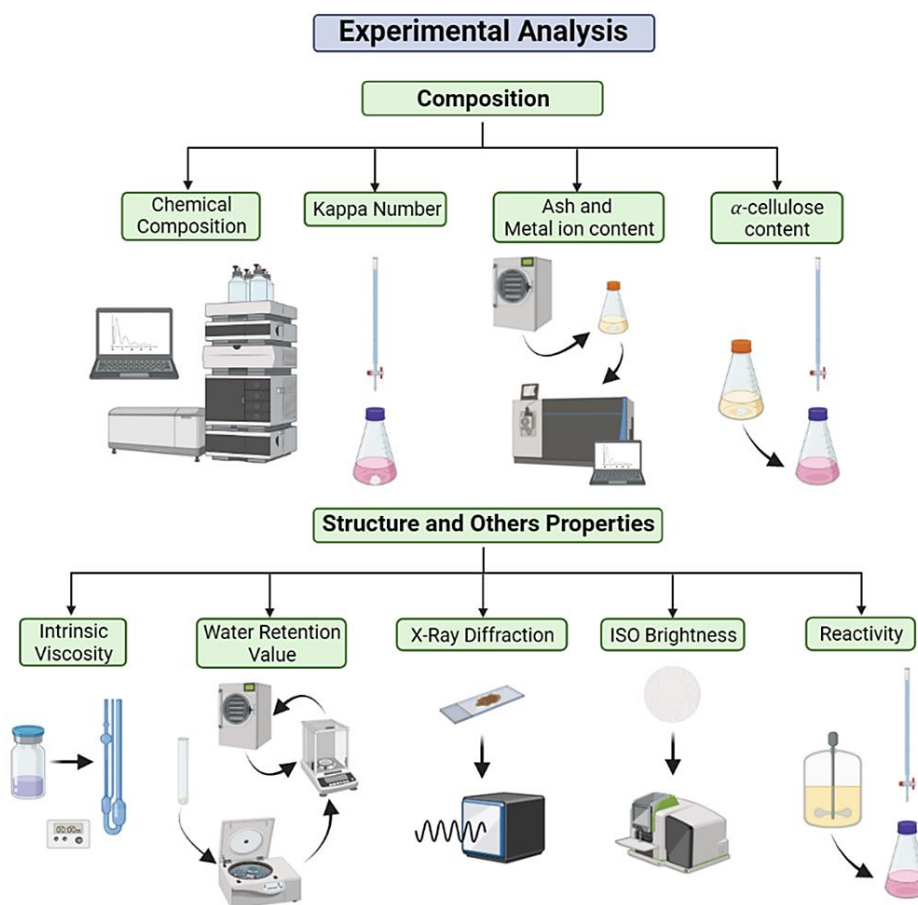 Experimental Analysis
Composition
Chemical
Composition
Kappa Number
Ash and
Metal ion content
α-cellulose
content
Structure and Others Properties
Intrinsic
Viscosity
Water Retention
Value
X-Ray Diffraction
ISO Brightness
Reactivity
00:00